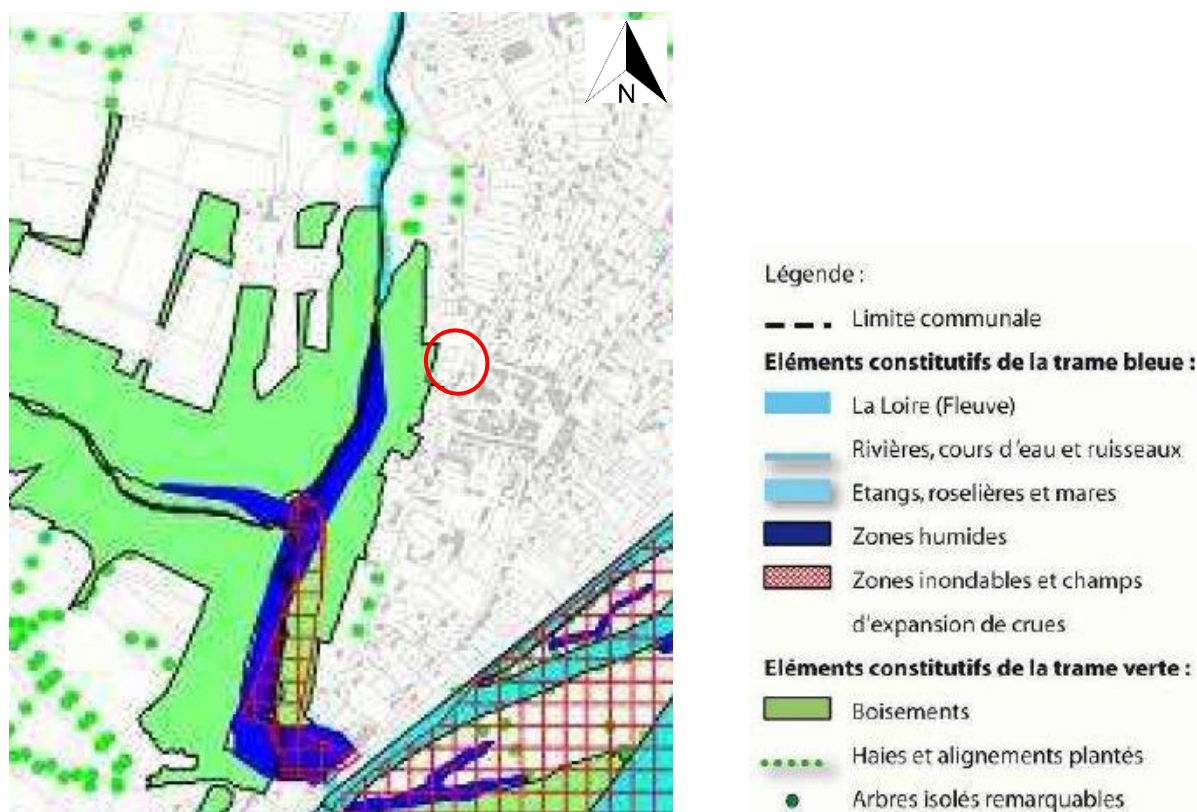 N
Légende :
Limite communale
Eléments constitutifs de la trame bleue :
La Loire (Fleuve)
Rivières, cours d'eau et ruisseaux
Etangs, roselières et mares
Zones humides
Zones inondables et champs
d'expansion de crues
Eléments constitutifs de la trame verte :
Boisements
Haies et alignements plantés
Arbres isolés remarquables